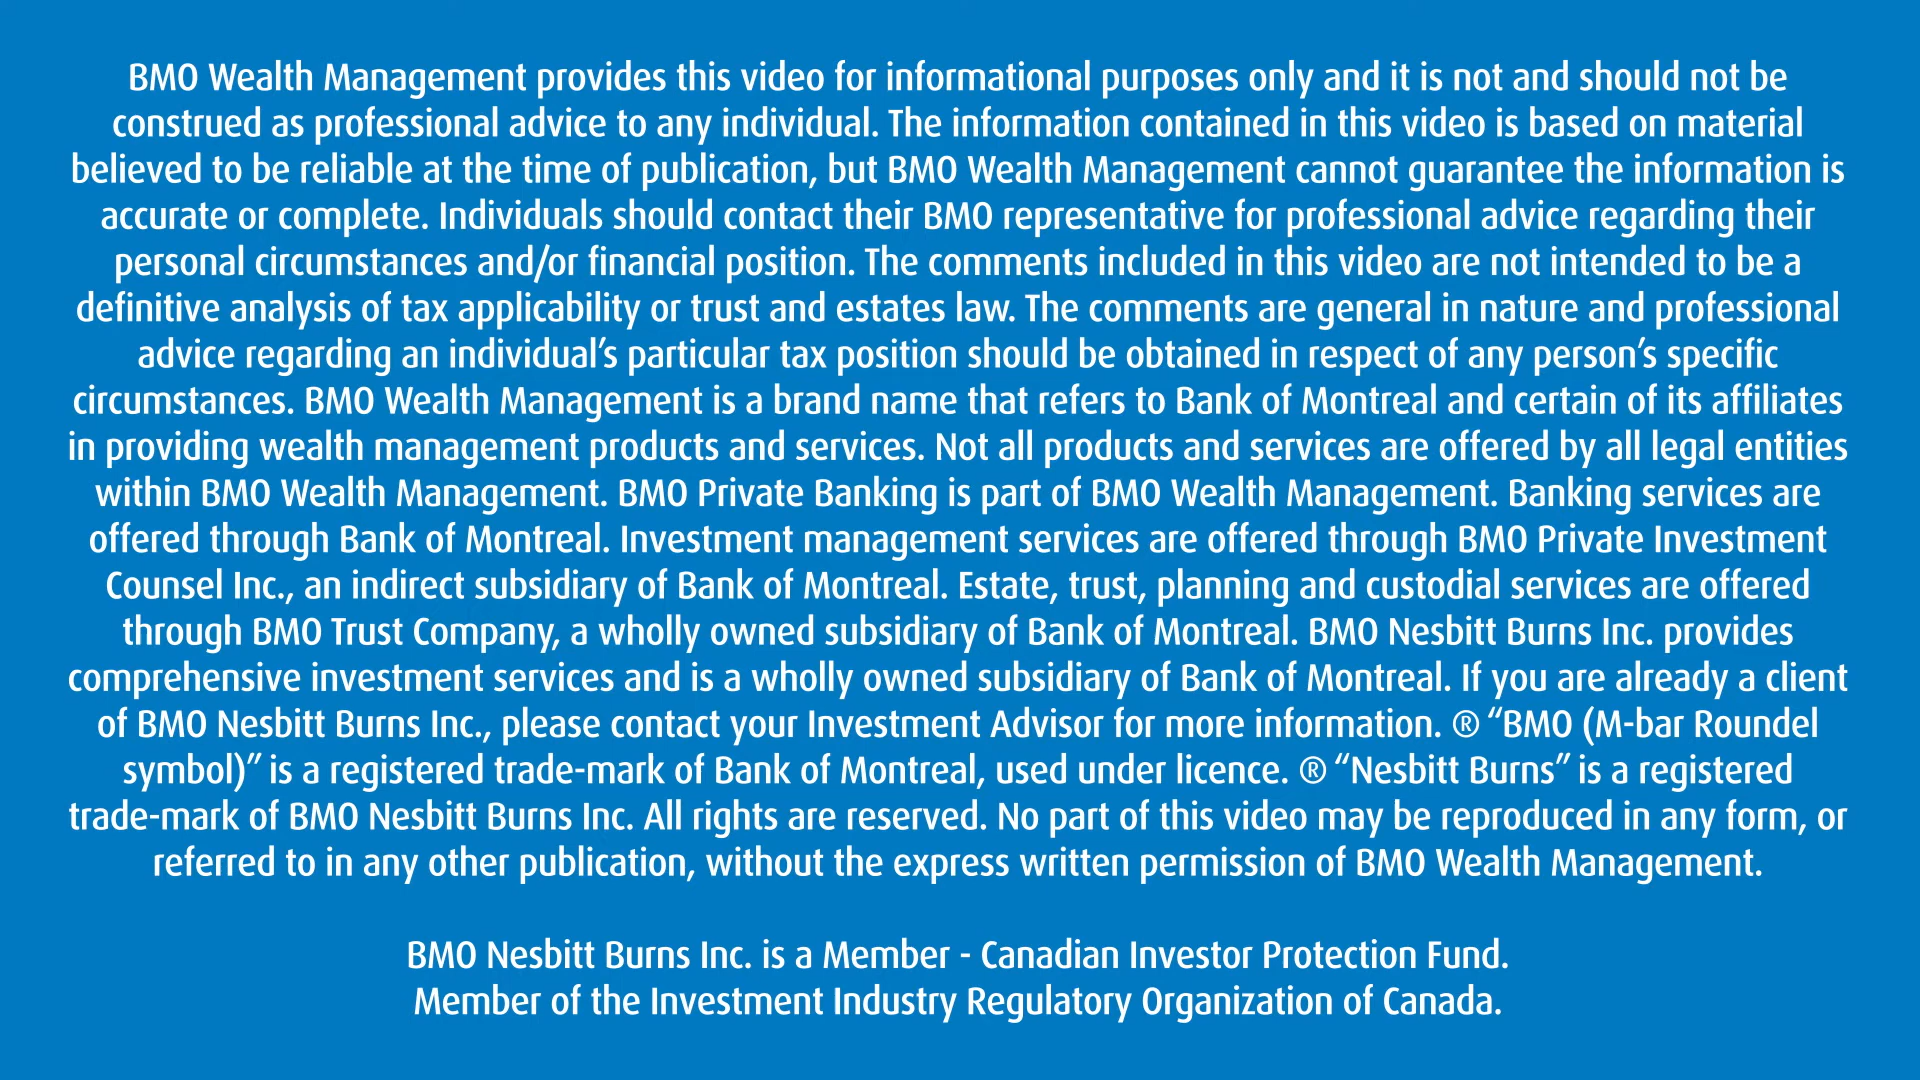 BMO Wealth Management provides this video for informational purposes only and it is not and should not be
construed as professional advice to any individual. The information contained in this video is based on material
believed to be reliable at the time of publication, but BMO Wealth Management cannot guarantee the information is
accurate or complete. Individuals should contact their BMO representative for professional advice regarding their
personal circumstances and/or financial position. The comments included in this video are not intended to be a
definitive analysis of tax applicability or trust and estates law. The comments are general in nature and professional
advice regarding an individual’s particular tax position should be obtained in respect of any person’s specific
circumstances. BMO Wealth Management is a brand name that refers to Bank of Montreal and certain of its affiliates
in providing wealth management products and services. Not all products and services are offered by all legal entities
within BMO Wealth Management. BMO Private Banking is part of BMO Wealth Management. Banking services are
offered through Bank of Montreal. Investment management services are offered through BMO Private Investment
Counsel Inc., an indirect subsidiary of Bank of Montreal. Estate, trust, planning and custodial services are offered
through BMO Trust Company, a wholly owned subsidiary of Bank of Montreal. BMO Nesbitt Burns Inc. provides
comprehensive investment services and is a wholly owned subsidiary of Bank of Montreal. If you are already a client
of BMO Nesbitt Burns Inc., please contact your Investment Advisor for more information. ® “BMO (M-bar Roundel
symbol)” is a registered trade-mark of Bank of Montreal, used under licence. ® “Nesbitt Burns” is a registered
trade-mark of BMO Nesbitt Burns Inc. All rights are reserved. No part of this video may be reproduced in any form, or
referred to in any other publication, without the express written permission of BMO Wealth Management.
BMO Nesbitt Burns Inc. is a Member - Canadian Investor Protection Fund.
Member of the Investment Industry Regulatory Organization of Canada.